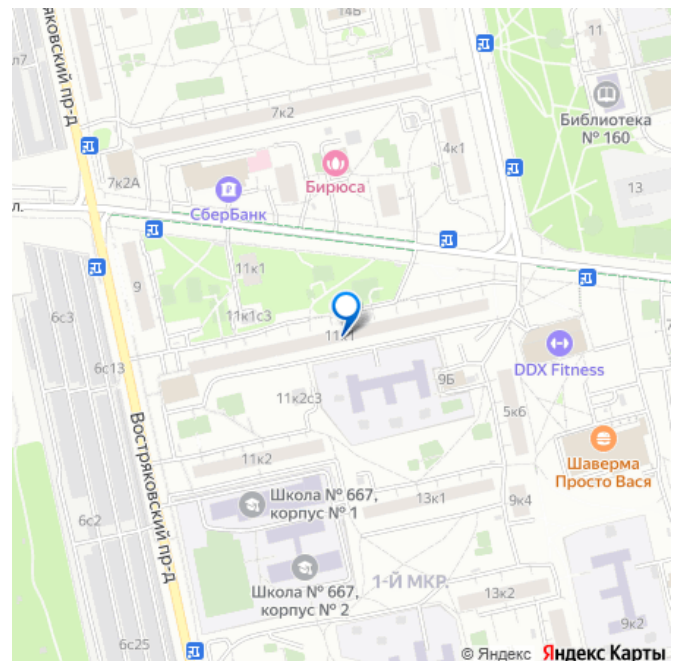 14Б
11
яковский пр-д
7к2
Библиотека
№ 160
4к1
7к2А
Бирюса
13
СберБанк
л.
11к1
9
6с3
11к1с3
11к1
DDX Fitness
6с13
9Б
11к2с3
5к6
Востряковский пр-д
Шаверма
Просто Вася
11к2
Школа № 667,
корпус № 1
13к1
9к4
6с2
Школа № 667,
корпус № 2
1-Й МКР.
13к2
9к2
6с25
© Яндекс Яндекс Карты